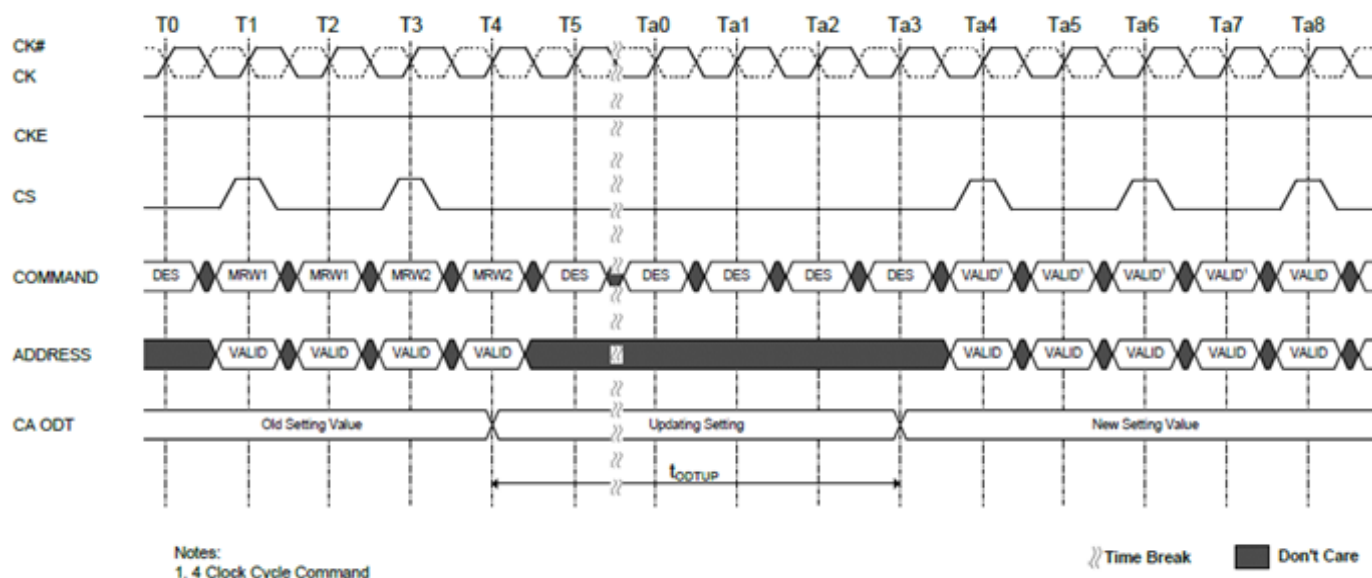 T0 T1 T2 T3 T4 T5 Ta0 Ta1 Ta2 Ta3 Ta4 Ta5 Ta6 Ta7 Ta8
CK#
CK
CKE
CS
COMMAND DES MRW1 MRW1 MRW2 MRW2 DES DES DES DES DES VALID¹ VALID¹ VALID¹ VALID¹ VALID
ADDRESS VALID VALID VALID VALID VALID VALID VALID VALID VALID
CA ODT Old Setting Value Updating Setting New Setting Value
tODTUP
Notes:
1. 4 Clock Cycle Command
Time Break Don't Care